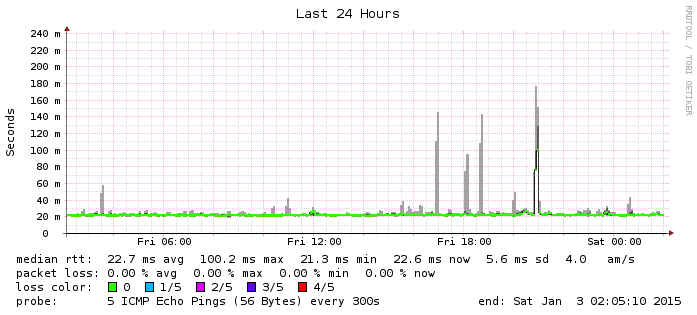 Last 24 Hours
RRDTOOL / TOBI OETIKER
Seconds
240 m
220 m
200 m
180 m
160 m
140 m
120 m
100 m
80 m
60 m
40 m
20 m
0
Fri 06:00 Fri 12:00 Fri 18:00 Sat 00:00
median rtt: 22.7 ms avg 100.2 ms max 21.3 ms min 22.6 ms now 5.6 ms sd 4.0 am/s
packet loss: 0.00 % avg 0.00 % max 0.00 % min 0.00 % now
loss color: 0 1/5 2/5 3/5 4/5
probe: 5 ICMP Echo Pings (56 Bytes) every 300s end: Sat Jan 3 02:05:10 2015